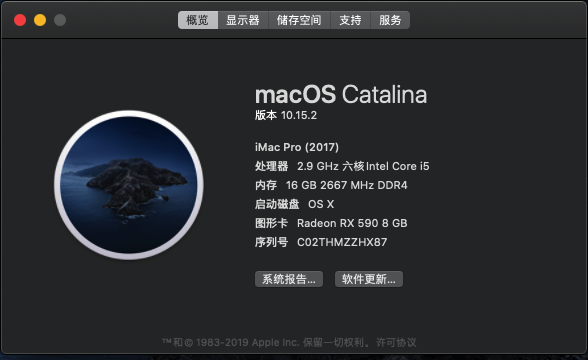 概览 显示器 储存空间 支持 服务
macOS Catalina
版本 10.15.2
iMac Pro (2017)
处理器 2.9 GHz 六核Intel Core i5
内存 16 GB 2667 MHz DDR4
启动磁盘 OS X
图形卡 Radeon RX 590 8 GB
序列号 C02THMZZHX87
系统报告... 软件更新...
™和© 1983-2019 Apple Inc. 保留一切权利。许可协议